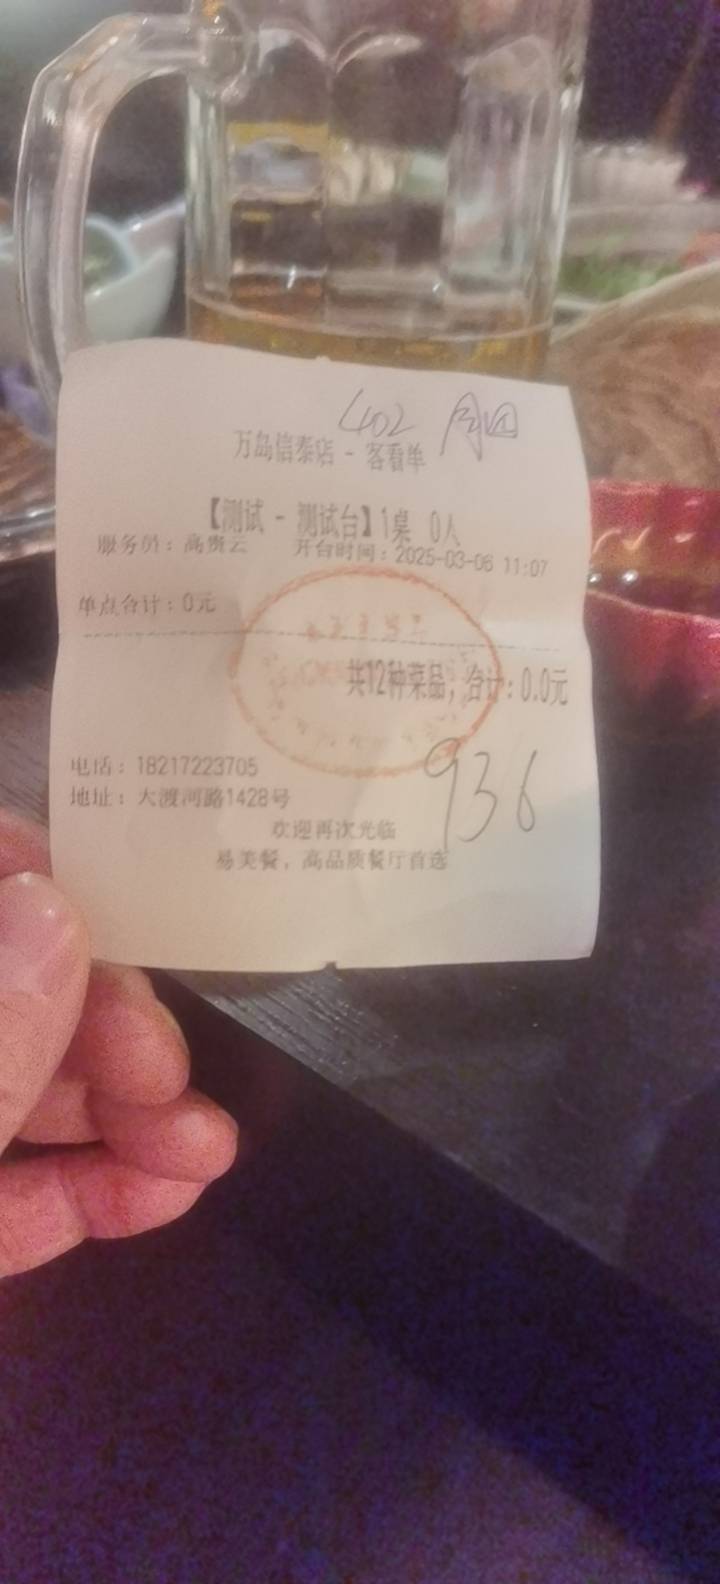 402 周四
万岛信泰店 - 客看单
【测试 - 测试台】1桌 0人
服务员：高贵云 开台时间：2025-03-06 11:07
单点合计：0元
共12种菜品，合计：0.0元
936
电话：18217223705
地址：大渡河路1428号
欢迎再次光临
易美餐，高品质餐厅首选